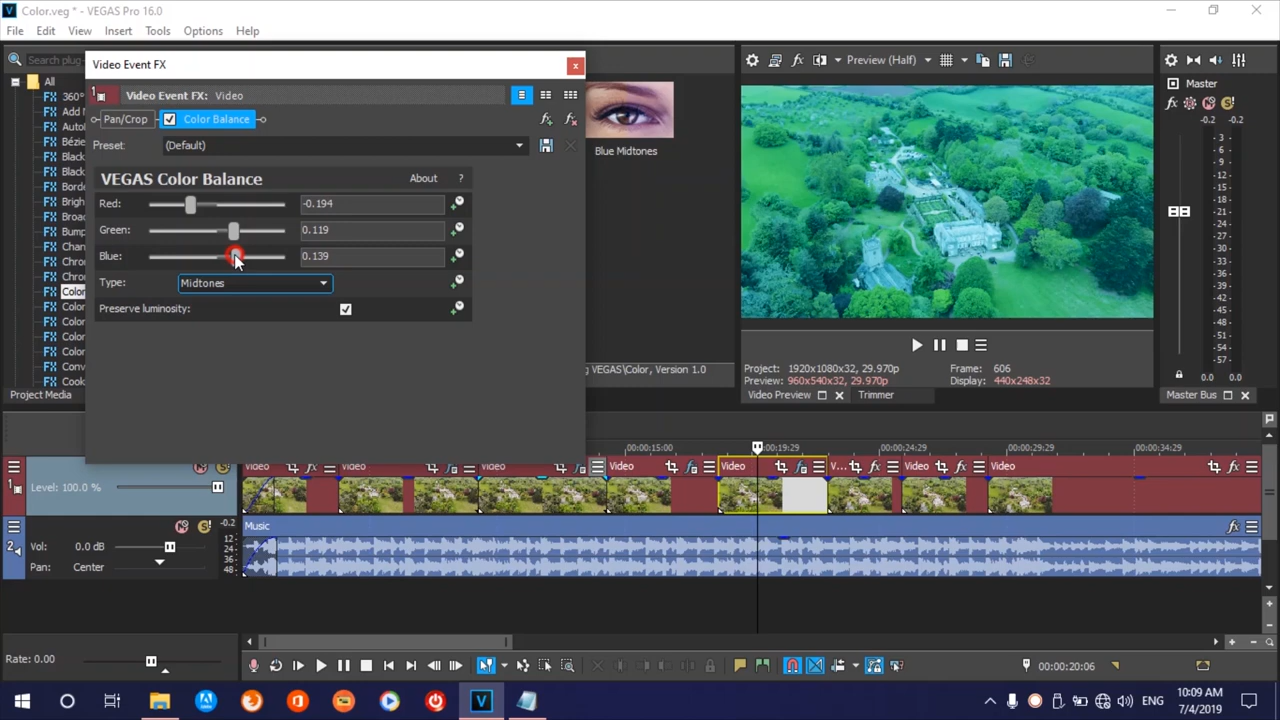 Color.veg * - VEGAS Pro 16.0
File Edit View Insert Tools Options Help
Search plug-
Video Event FX
Preview (Half)
Master
Video Event FX: Video
Pan/Crop
Color Balance
Preset:
(Default)
All
360°
Add
Bézie
Black
Black
Borde
Brigh
Broad
Bump
Chan
Chro
Chro
Color
Color
Color
Color
Color
Conv
Cook
VEGAS Color Balance
About ?
Red: -0.194
Green: 0.119
Blue: 0.139
Type: Midtones
Preserve luminosity:
Blue Midtones
VEGAS\Color, Version 1.0
Project: 1920x1080x32, 29.970p
Preview: 960x540x32, 29.970p
Frame: 606
Display: 440x248x32
Project Media
Video Preview
Trimmer
-0.2 -0.2
-3
-6
-9
-12
-15
-18
-21
-24
-27
-30
-33
-36
-39
-42
-45
-48
-51
-54
-57
0.0 0.0
Master Bus
00:00:15:00
00:00:19:29
00:00:24:29
00:00:29:29
00:00:34:29
1
Level: 100.0 %
Video
Video
Video
Video
Video
V...
Video
Video
2
Vol: 0.0 dB
Pan: Center
-0.2
12
24
36
48
Music
Rate: 0.00
00:00:20:06
ENG
10:09 AM
7/4/2019